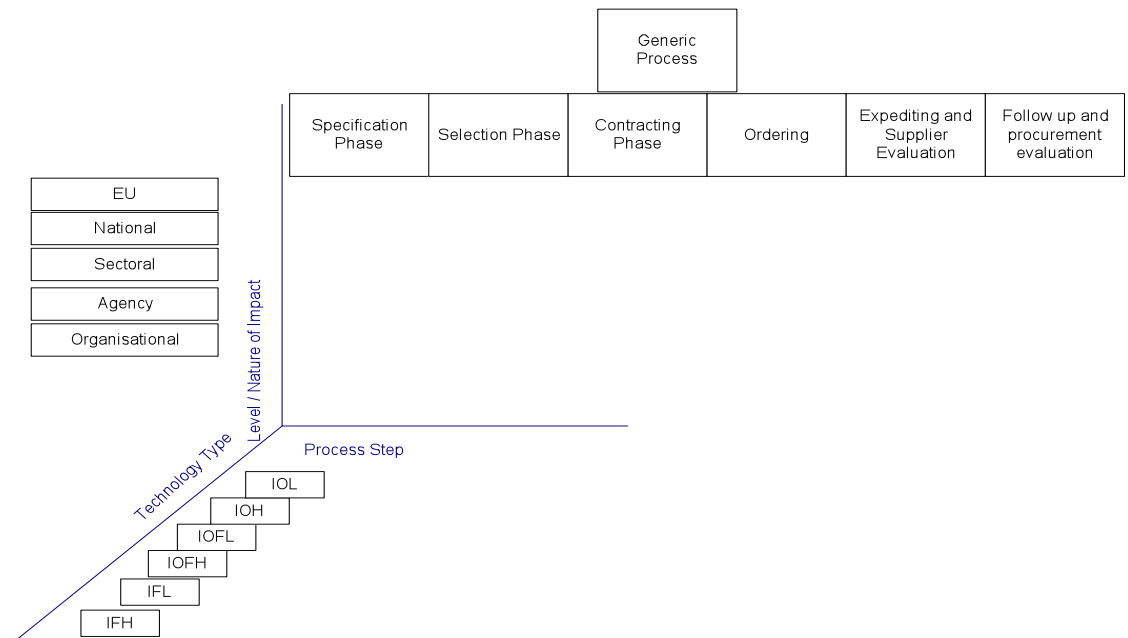 Generic
Process
Specification
Phase
Selection Phase
Contracting
Phase
Ordering
Expediting and
Supplier
Evaluation
Follow up and
procurement
evaluation
EU
National
Sectoral
Agency
Organisational
Level / Nature of Impact
Process Step
Technology Type
IOL
IOH
IOFL
IOFH
IFL
IFH